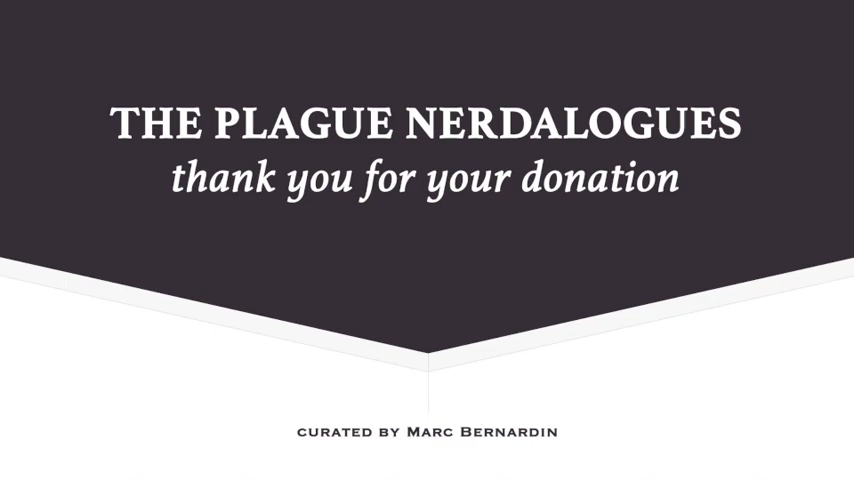 THE PLAGUE NERDALOGUES
thank you for your donation
CURATED BY MARC BERNARDIN